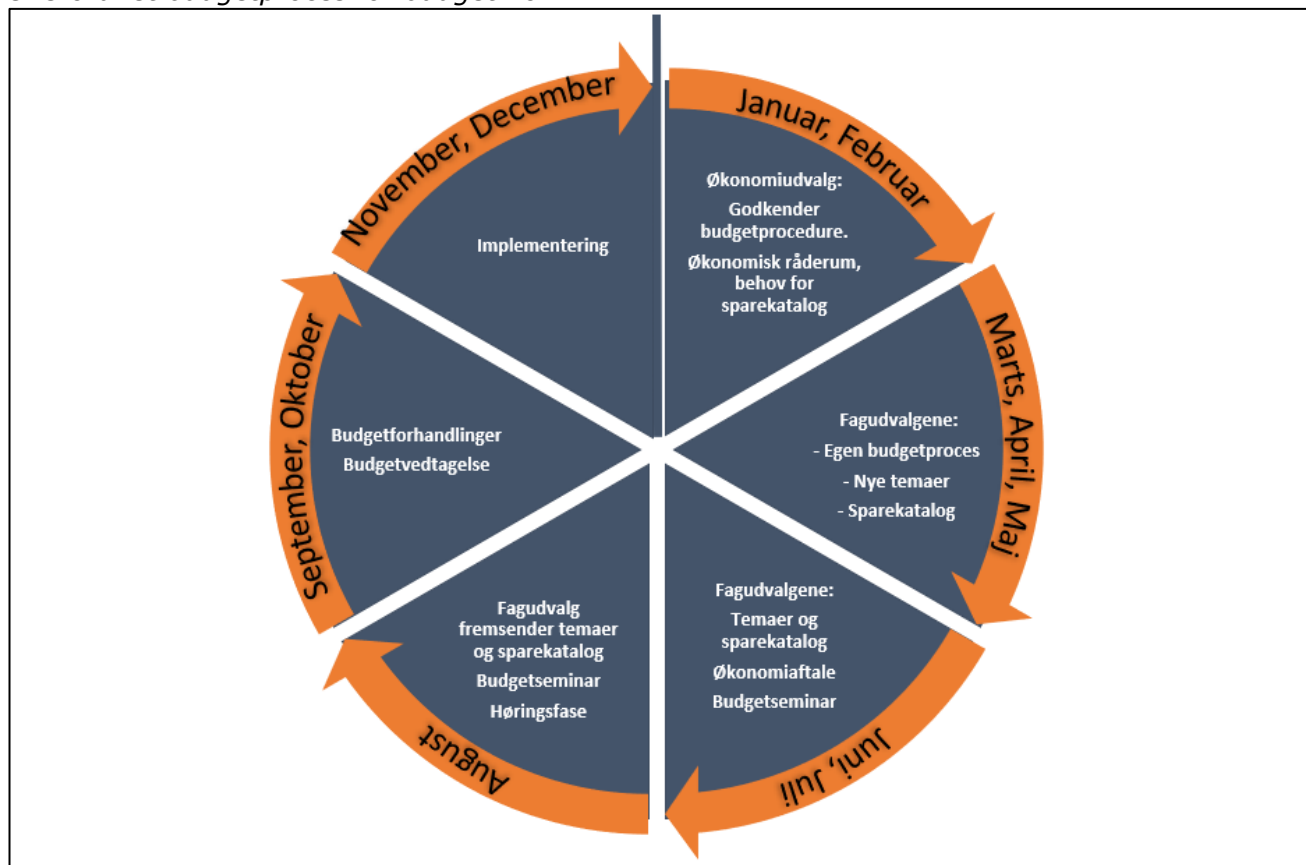 Januar, Februar
Økonomiudvalg:
Godkender
budgetprocedure.
Økonomisk råderum,
behov for
sparekatalog
Marts, April, Maj
Fagudvalgene:
- Egen budgetproces
- Nye temaer
- Sparekatalog
Juni, Juli
Fagudvalgene:
Temaer og
sparekatalog
Økonomiaftale
Budgetseminar
August
Fagudvalg
fremsender temaer
og sparekatalog
Budgetseminar
Høringsfase
September, Oktober
Budgetforhandlinger
Budgetvedtagelse
November, December
Implementering